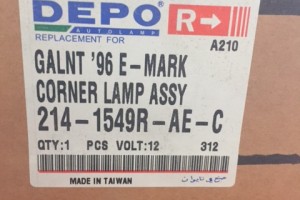 DEPO
AUTOLAMP
R
REPLACEMENT FOR
A210
GALNT '96 E-MARK
CORNER LAMP ASSY
214-1549R-AE-C
QTY:1 PCS VOLT:12 312
MADE IN TAIWAN